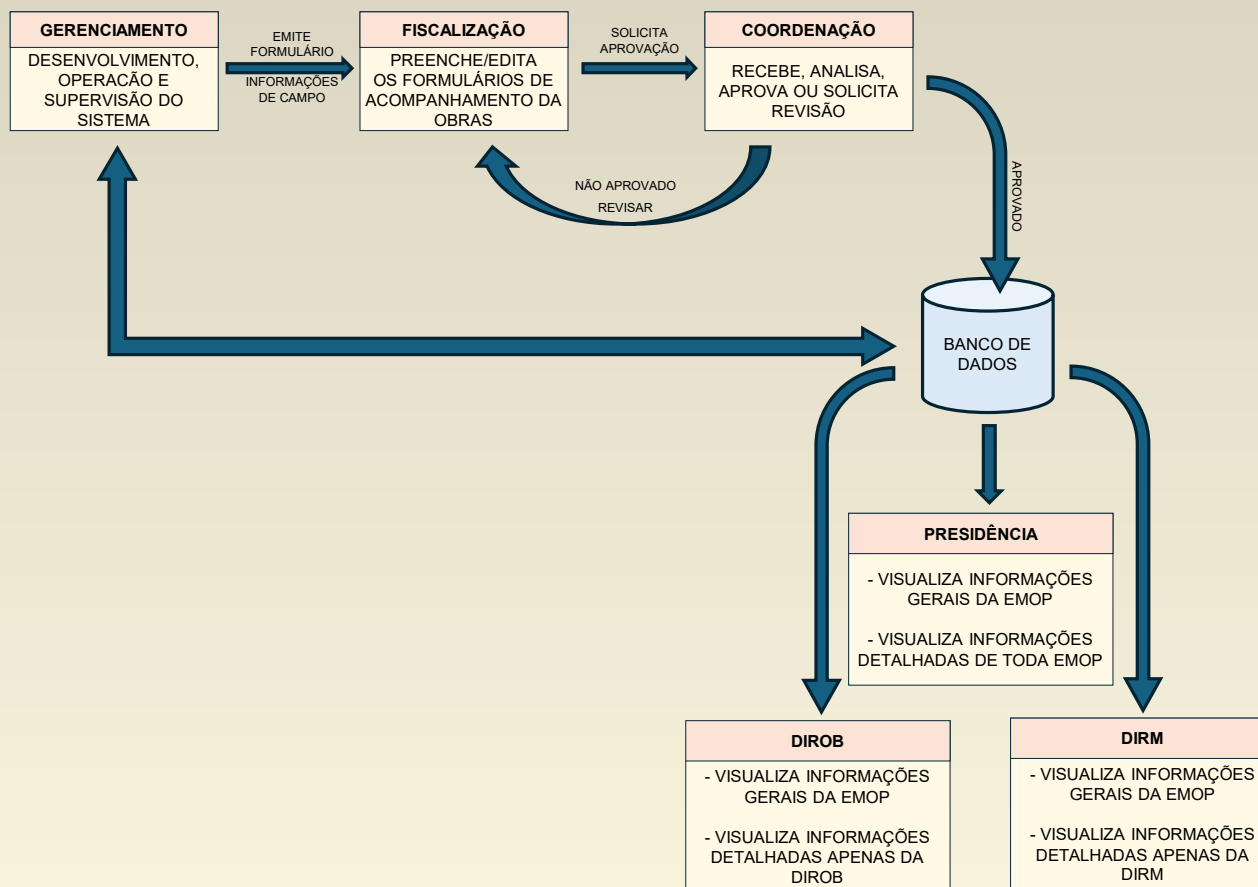 GERENCIAMENTO
DESENVOLVIMENTO,
OPERACÃO E
SUPERVISÃO DO
SISTEMA
EMITE
FORMULÁRIO
INFORMAÇÕES
DE CAMPO
FISCALIZAÇÃO
PREENCHE/EDITA
OS FORMULÁRIOS DE
ACOMPANHAMENTO DA
OBRAS
SOLICITA
APROVAÇÃO
COORDENAÇÃO
RECEBE, ANALISA,
APROVA OU SOLICITA
REVISÃO
NÃO APROVADO
REVISAR
APROVADO
BANCO DE
DADOS
PRESIDÊNCIA
- VISUALIZA INFORMAÇÕES
GERAIS DA EMOP
- VISUALIZA INFORMAÇÕES
DETALHADAS DE TODA EMOP
DIROB
- VISUALIZA INFORMAÇÕES
GERAIS DA EMOP
- VISUALIZA INFORMAÇÕES
DETALHADAS APENAS DA
DIROB
DIRM
- VISUALIZA INFORMAÇÕES
GERAIS DA EMOP
- VISUALIZA INFORMAÇÕES
DETALHADAS APENAS DA
DIRM